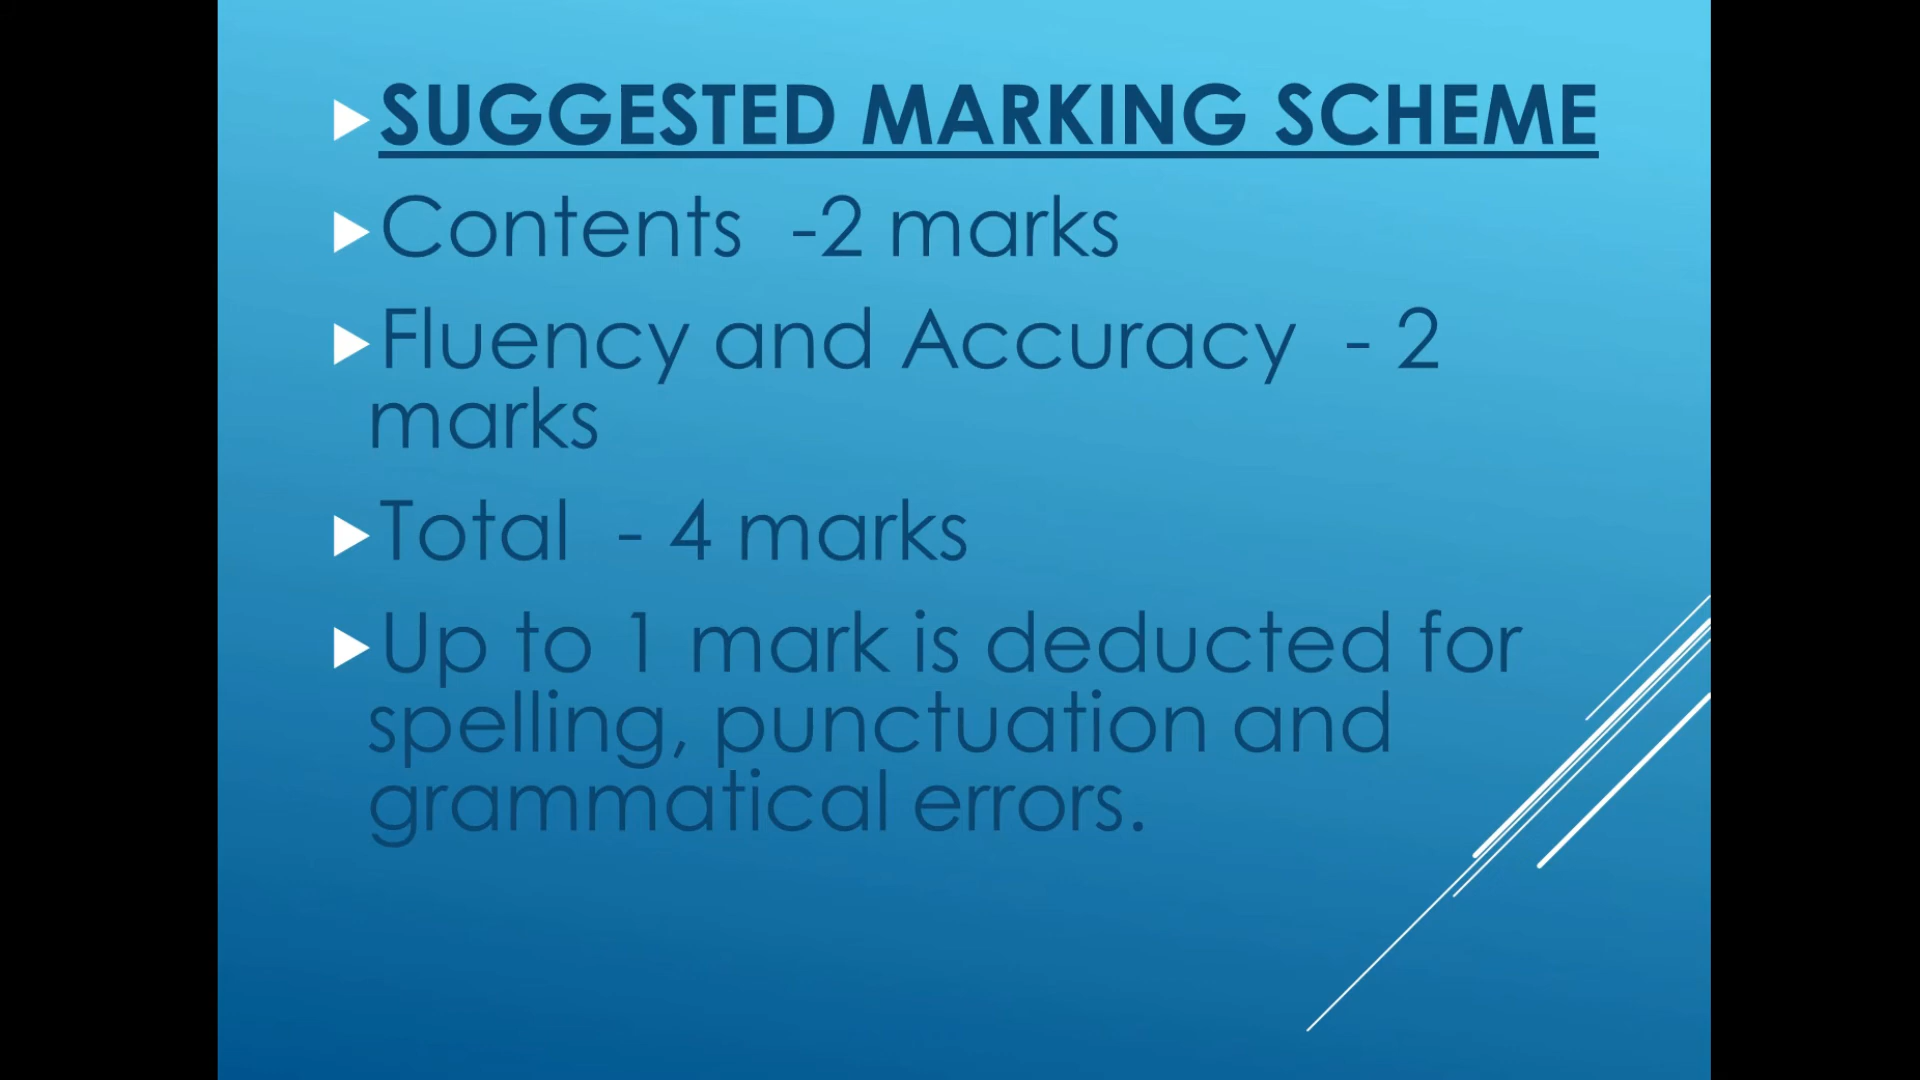 SUGGESTED MARKING SCHEME
Contents -2 marks
Fluency and Accuracy - 2
marks
Total - 4 marks
Up to 1 mark is deducted for
spelling, punctuation and
grammatical errors.